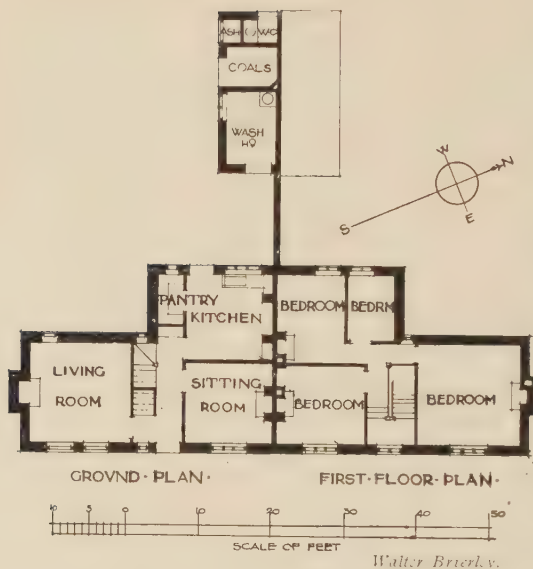 ASH WC
COALS
WASH
HO
W
N
S
E
PANTRY
KITCHEN
BEDROOM
BEDRM
LIVING
ROOM
SITTING
ROOM
BEDROOM
BEDROOM
GROVND·PLAN·
FIRST·FLOOR·PLAN·
10 5 0 10 20 30 40 50'
SCALE OF FEET
Walter Brierley.